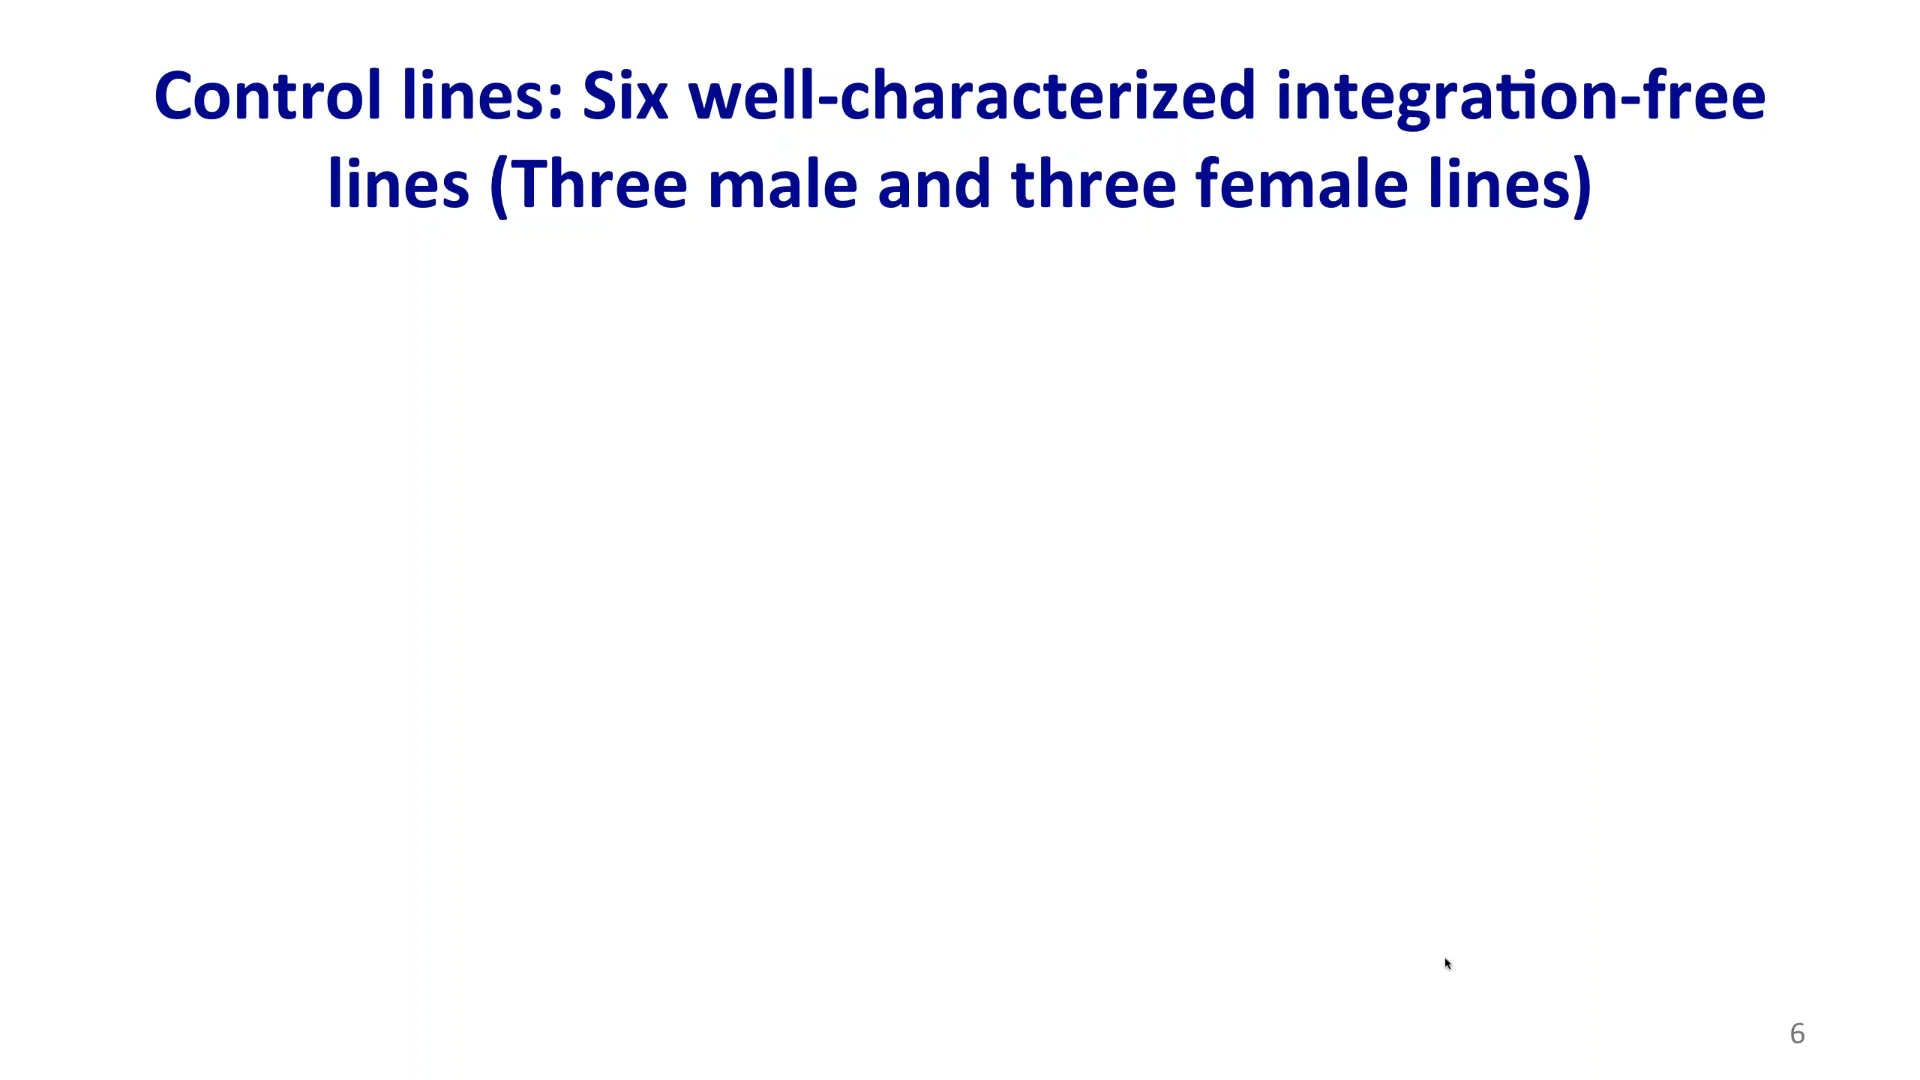 Control lines: Six well-characterized integration-free
lines (Three male and three female lines)
6